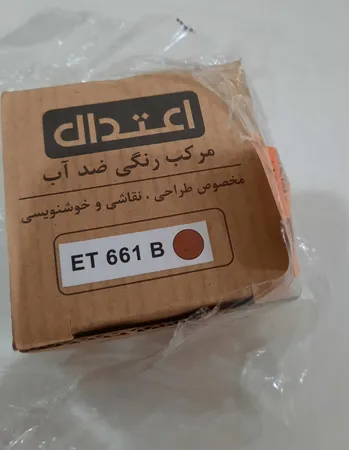 اعتدال
مرکب رنگی ضد آب
مخصوص طراحی ، نقاشی و خوشنویسی
ET 661 B